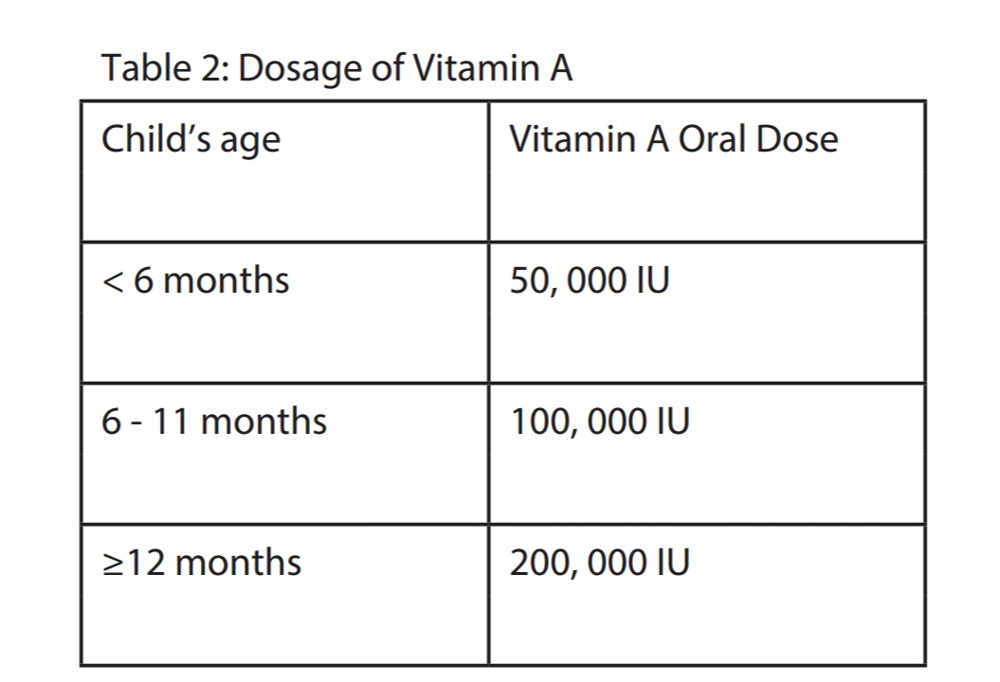 Table 2: Dosage of Vitamin A
Child’s age Vitamin A Oral Dose
< 6 months 50, 000 IU
6 - 11 months 100, 000 IU
≥12 months 200, 000 IU